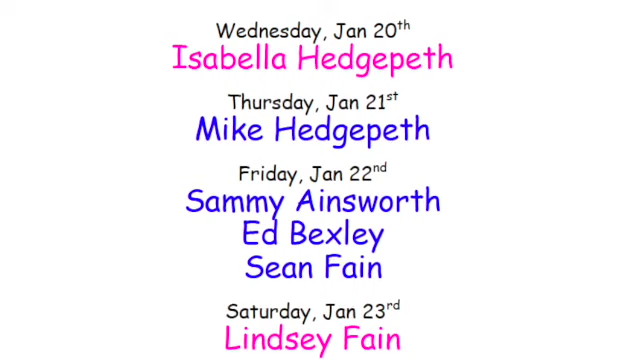 Wednesday, Jan 20th
Isabella Hedgepeth
Thursday, Jan 21st
Mike Hedgepeth
Friday, Jan 22nd
Sammy Ainsworth
Ed Bexley
Sean Fain
Saturday, Jan 23rd
Lindsey Fain